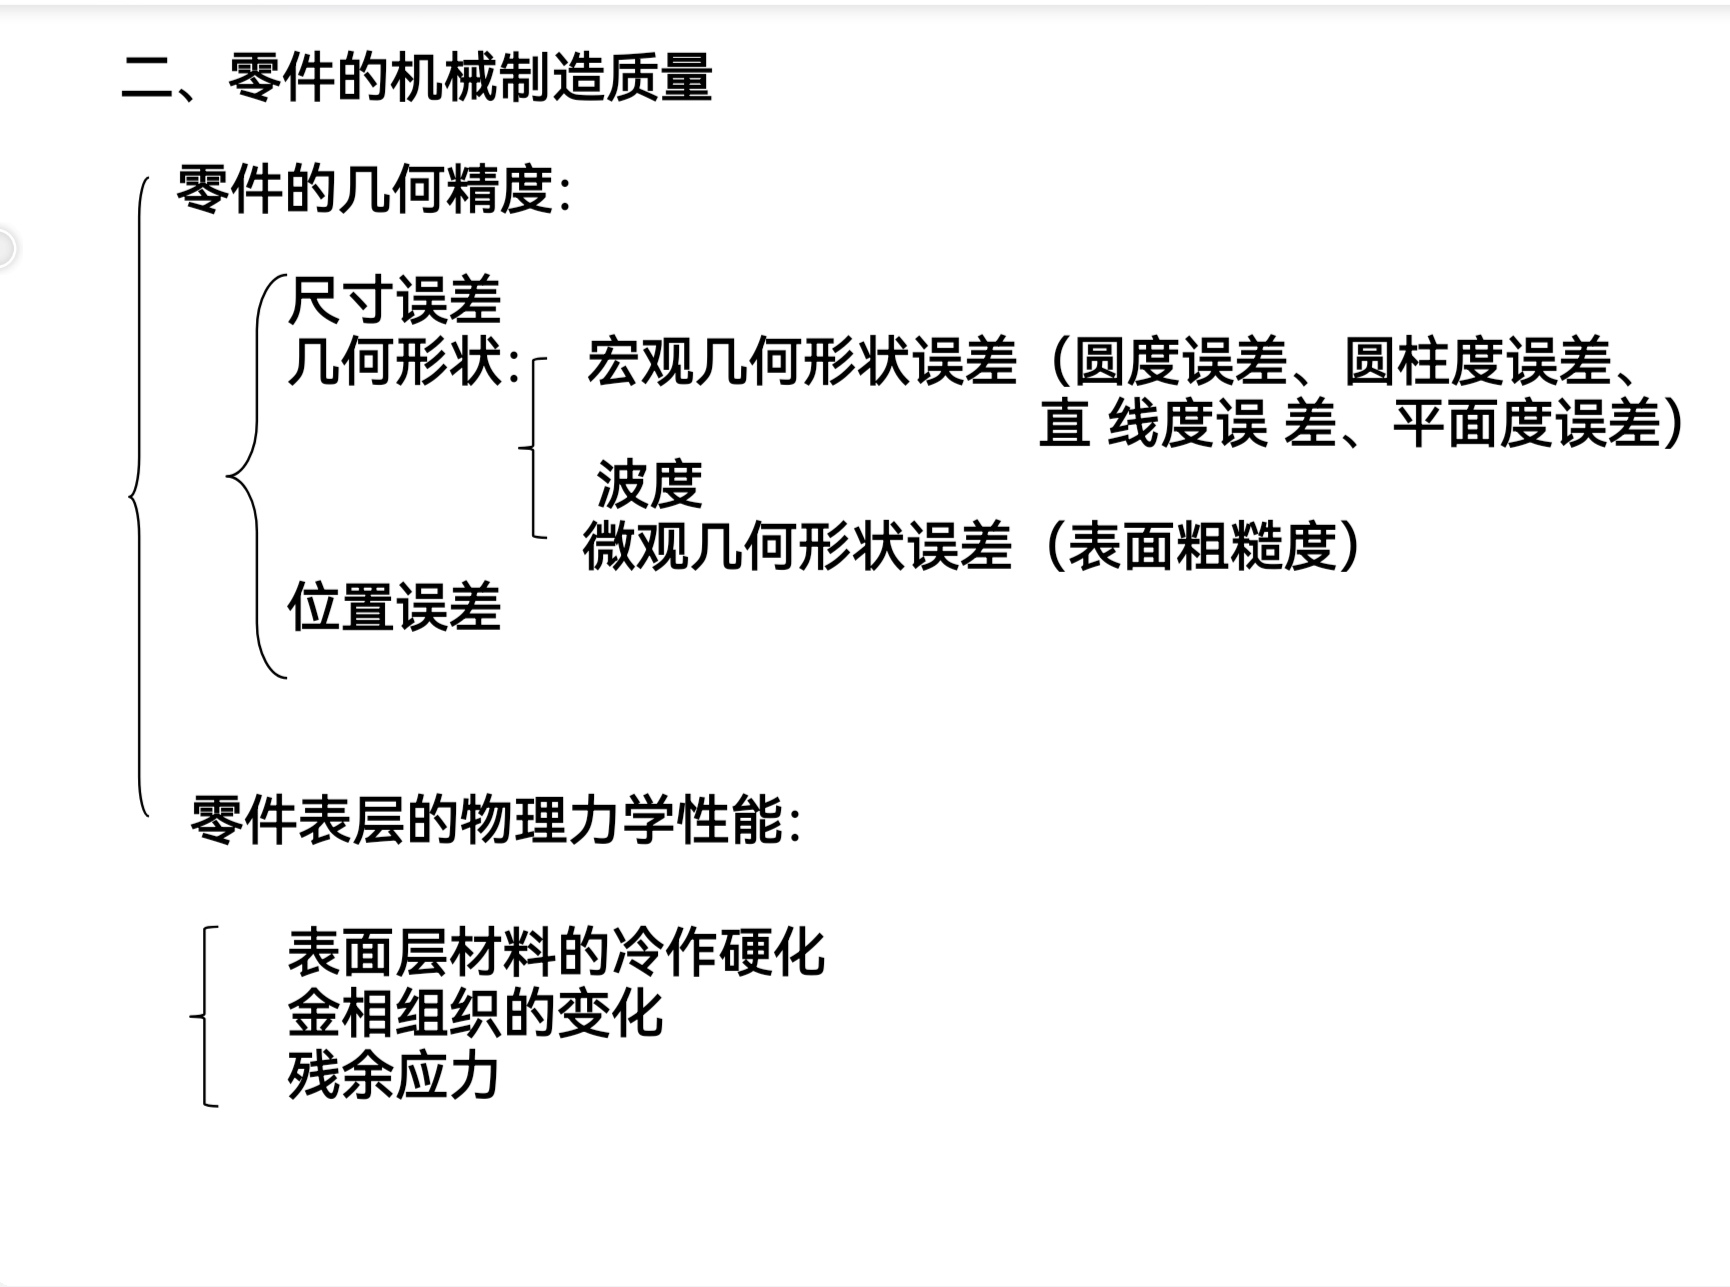 二、零件的机械制造质量
零件的几何精度：
尺寸误差
几何形状： 宏观几何形状误差（圆度误差、圆柱度误差、
直 线度误 差、平面度误差）
波度
微观几何形状误差（表面粗糙度）
位置误差
零件表层的物理力学性能：
表面层材料的冷作硬化
金相组织的变化
残余应力